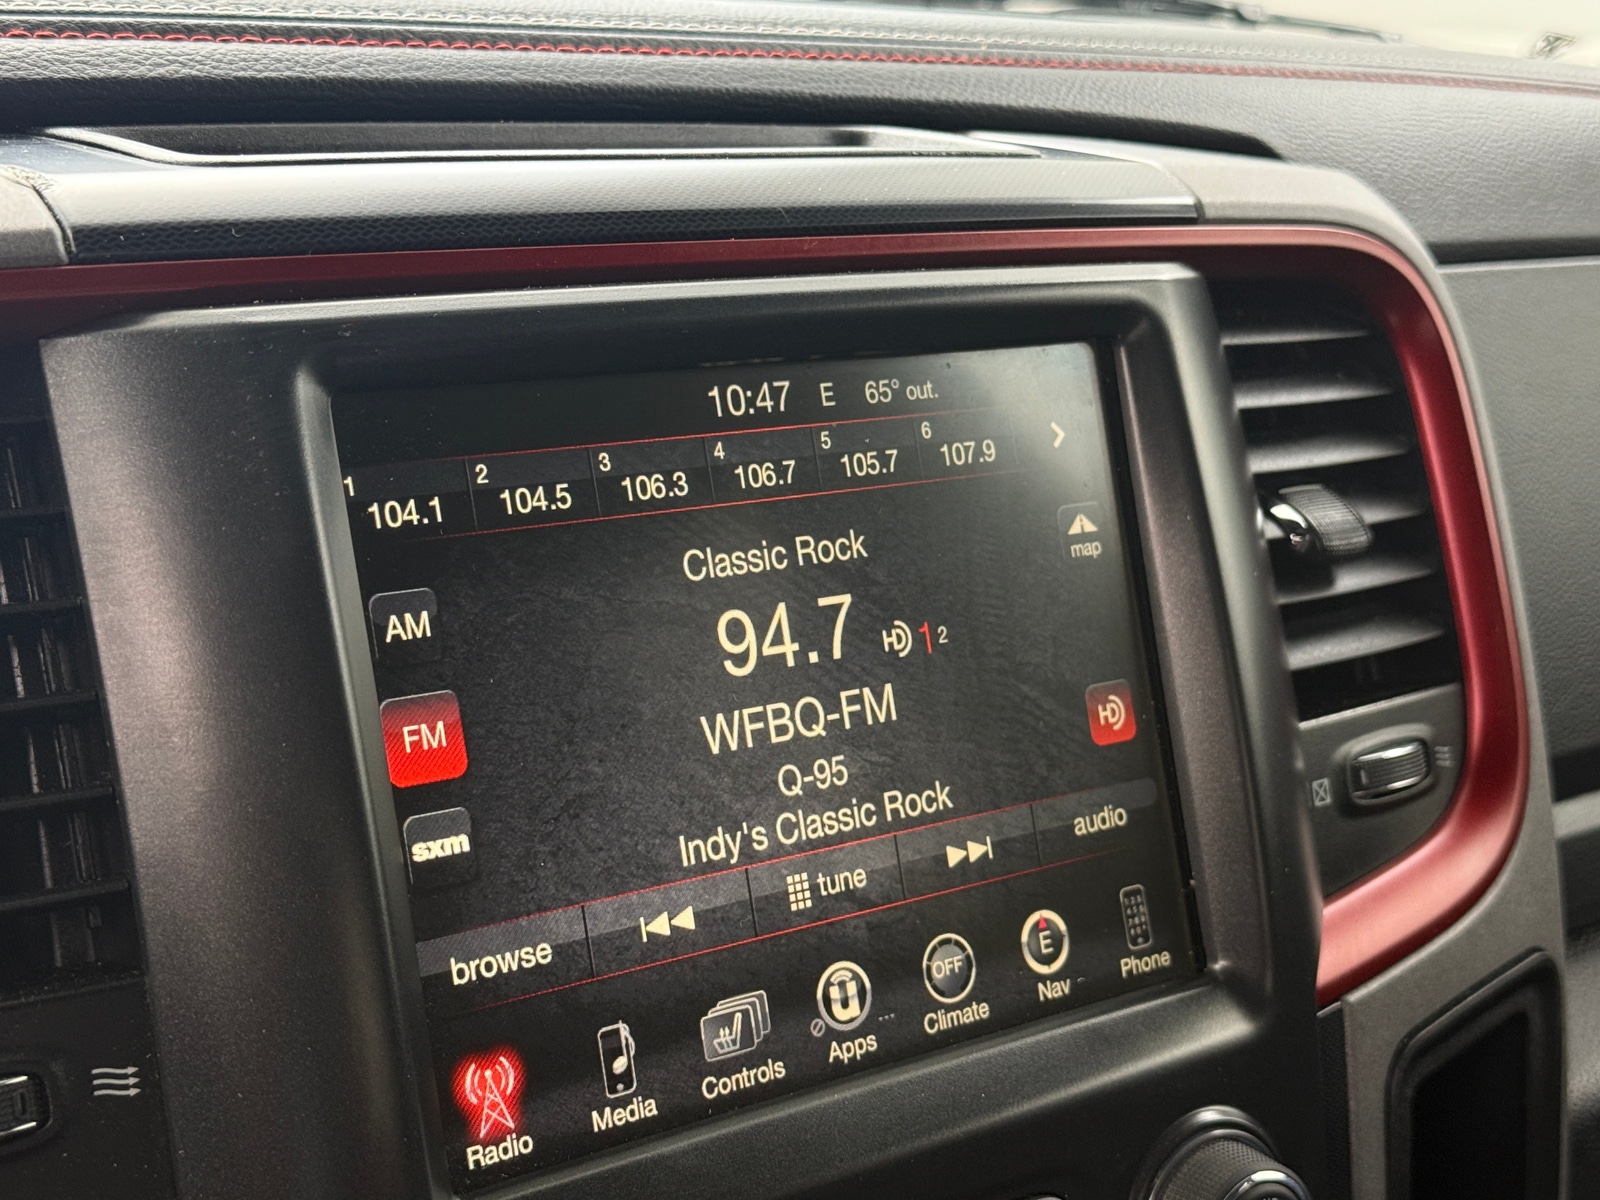 10:47 E 65° out.
1 2 3 4 5 6
104.1 104.5 106.3 106.7 105.7 107.9
Classic Rock
map
AM
94.7 HD 1 2
FM
WFBQ-FM
HD
Q-95
sxm
Indy's Classic Rock
browse tune audio
OFF E
Radio Media Controls Apps Climate Nav Phone